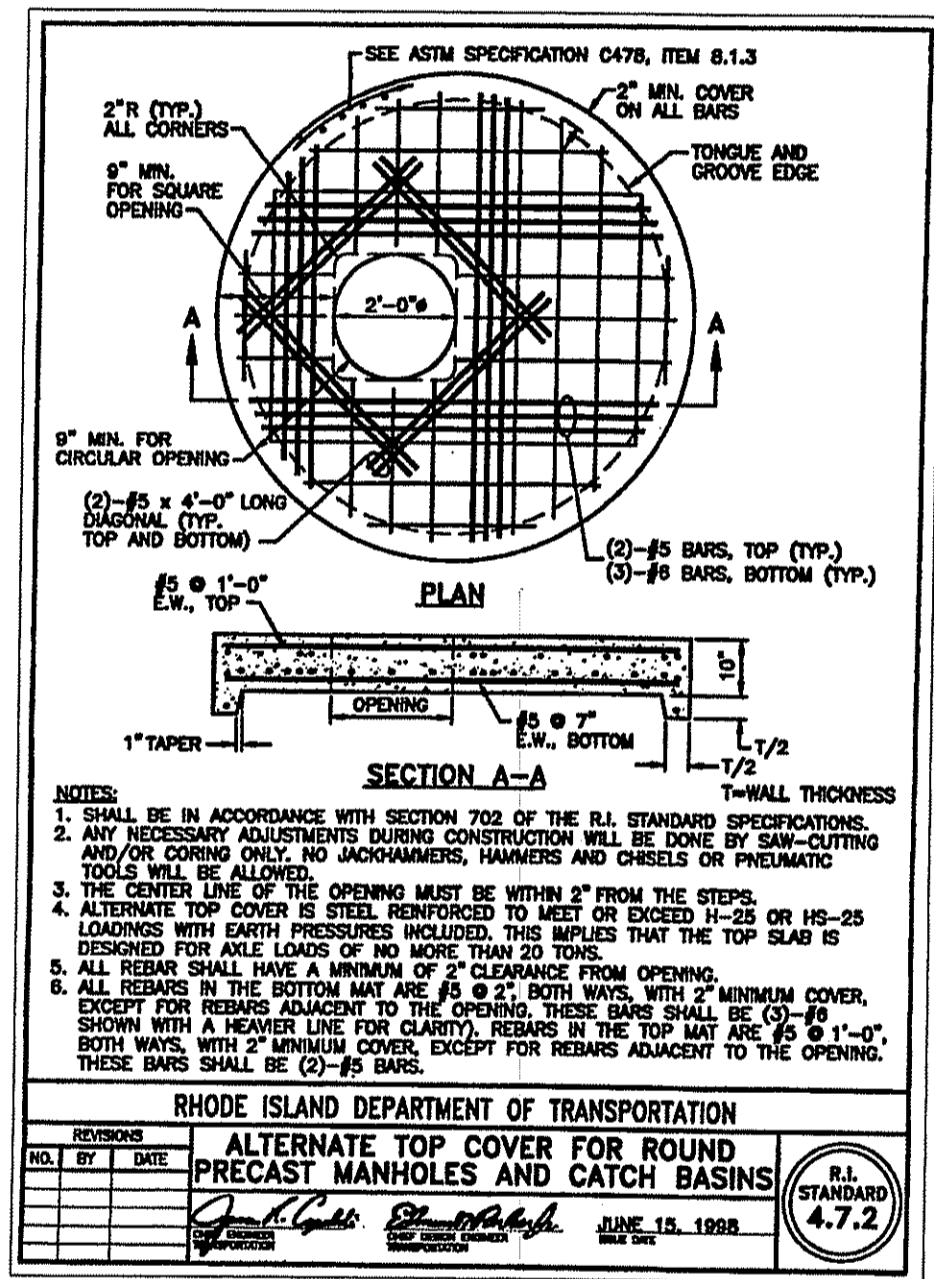 SEE ASTM SPECIFICATION C478, ITEM 8.1.3
2" R (TYP.)
ALL CORNERS
2" MIN. COVER
ON ALL BARS
9" MIN.
FOR SQUARE
OPENING
TONGUE AND
GROOVE EDGE
2'-0"ø
A
A
9" MIN. FOR
CIRCULAR OPENING
(2)-#5 x 4'-0" LONG
DIAGONAL (TYP.
TOP AND BOTTOM)
(2)-#5 BARS, TOP (TYP.)
(3)-#6 BARS, BOTTOM (TYP.)
PLAN
#5 @ 1'-0"
E.W., TOP
10"
OPENING
#5 @ 7"
E.W., BOTTOM
1" TAPER
T/2
T/2
SECTION A-A
T=WALL THICKNESS
NOTES:
1. SHALL BE IN ACCORDANCE WITH SECTION 702 OF THE R.I. STANDARD SPECIFICATIONS.
2. ANY NECESSARY ADJUSTMENTS DURING CONSTRUCTION WILL BE DONE BY SAW-CUTTING
AND/OR CORING ONLY. NO JACKHAMMERS, HAMMERS AND CHISELS OR PNEUMATIC
TOOLS WILL BE ALLOWED.
3. THE CENTER LINE OF THE OPENING MUST BE WITHIN 2" FROM THE STEPS.
4. ALTERNATE TOP COVER IS STEEL REINFORCED TO MEET OR EXCEED H-25 OR HS-25
LOADINGS WITH EARTH PRESSURES INCLUDED. THIS IMPLIES THAT THE TOP SLAB IS
DESIGNED FOR AXLE LOADS OF NO MORE THAN 20 TONS.
5. ALL REBAR SHALL HAVE A MINIMUM OF 2" CLEARANCE FROM OPENING.
6. ALL REBARS IN THE BOTTOM MAT ARE #5 @ 2", BOTH WAYS, WITH 2" MINIMUM COVER,
EXCEPT FOR REBARS ADJACENT TO THE OPENING. THESE BARS SHALL BE (3)-#6
SHOWN WITH A HEAVIER LINE FOR CLARITY). REBARS IN THE TOP MAT ARE #5 @ 1'-0",
BOTH WAYS, WITH 2" MINIMUM COVER, EXCEPT FOR REBARS ADJACENT TO THE OPENING.
THESE BARS SHALL BE (2)-#5 BARS.
RHODE ISLAND DEPARTMENT OF TRANSPORTATION
REVISIONS
NO. BY DATE
ALTERNATE TOP COVER FOR ROUND
PRECAST MANHOLES AND CATCH BASINS
R.I.
STANDARD
4.7.2
JUNE 15, 1998
CHIEF ENGINEER
TRANSPORTATION
CHIEF DESIGN ENGINEER
TRANSPORTATION
ISSUE DATE